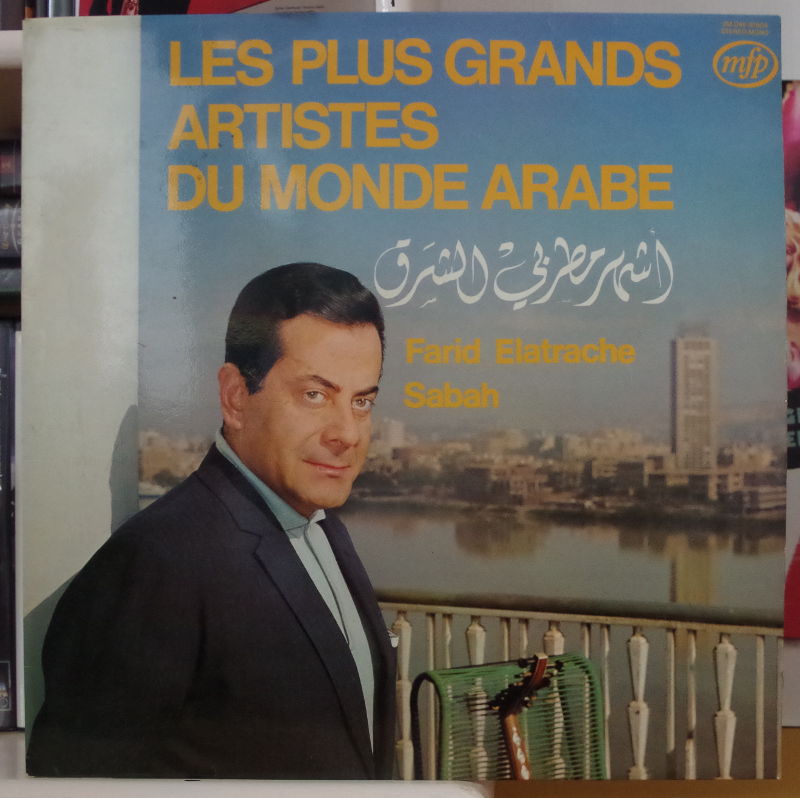 STEREO-MONO
mfp
LES PLUS GRANDS
ARTISTES
DU MONDE ARABE
أشهر مطربي الشرق
Farid Elatrache
Sabah